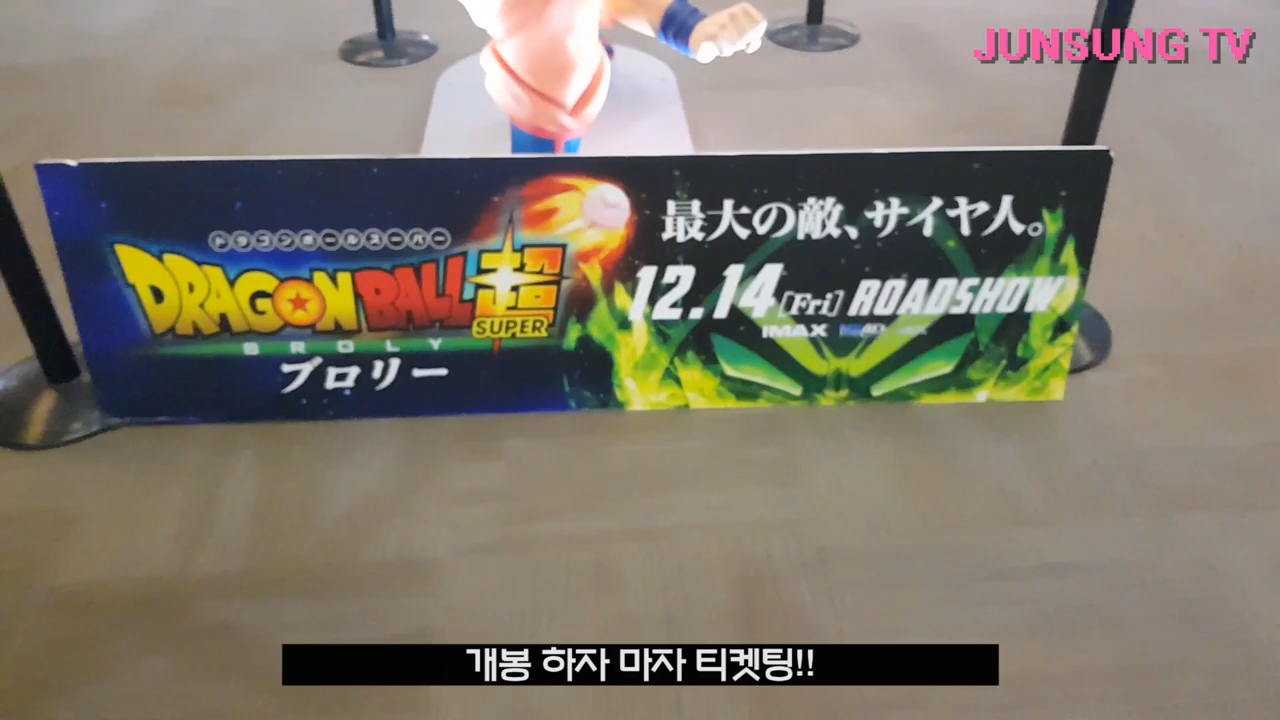 JUNSUNG TV
ドラゴンボールスーパー
DRAGON BALL 超
SUPER
BROLY
ブロリー
最大の敵、サイヤ人。
12.14[Fri] ROADSHOW
IMAX
개봉 하자 마자 티켓팅!!